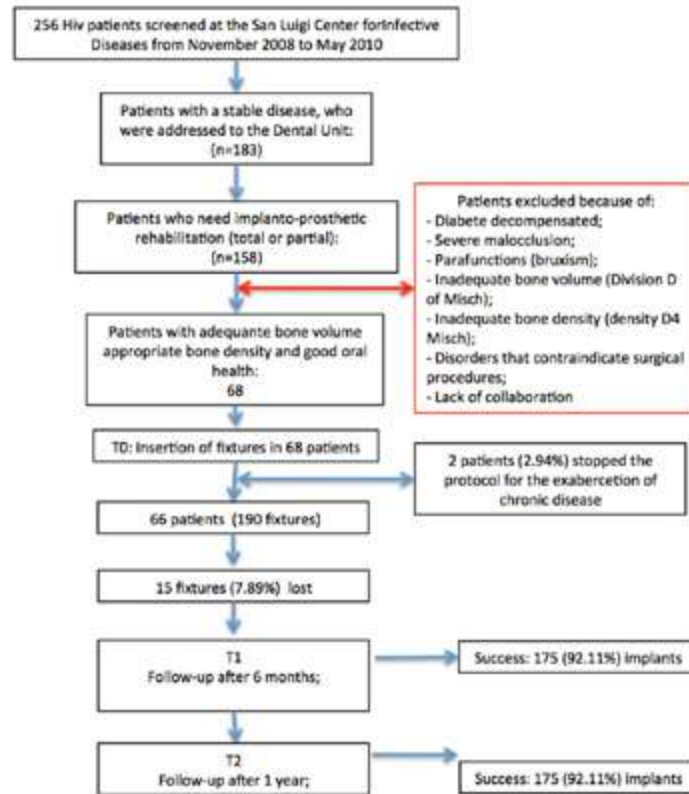 256 Hiv patients screened at the San Luigi Center forInfective
Diseases from November 2008 to May 2010
Patients with a stable disease, who
were addressed to the Dental Unit:
(n=183)
Patients who need implanto-prosthetic
rehabilitation (total or partial):
(n=158)
Patients excluded because of:
- Diabete decompensated;
- Severe malocclusion;
- Parafunctions (bruxism);
- Inadequate bone volume (Division D
of Misch);
- Inadequate bone density (density D4
Misch);
- Disorders that contraindicate surgical
procedures;
- Lack of collaboration
Patients with adequante bone volume
appropriate bone density and good oral
health:
68
T0: Insertion of fixtures in 68 patients
2 patients (2.94%) stopped the
protocol for the exabercetion of
chronic disease
66 patients (190 fixtures)
15 fixtures (7.89%) lost
T1
Follow-up after 6 months;
Success: 175 (92.11%) implants
T2
Follow-up after 1 year;
Success: 175 (92.11%) implants